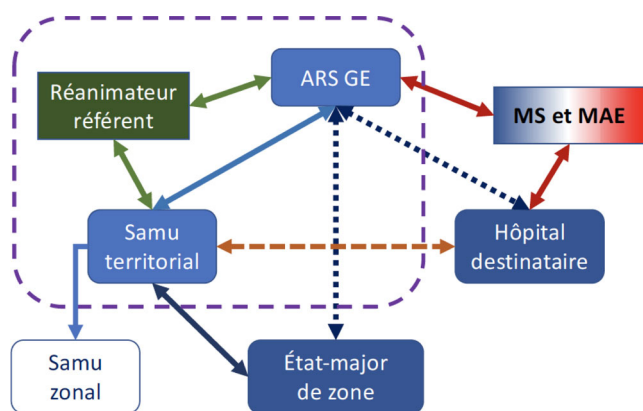 ARS GE
Réanimateur
référent
MS et MAE
Samu
territorial
Hôpital
destinataire
Samu
zonal
État-major
de zone